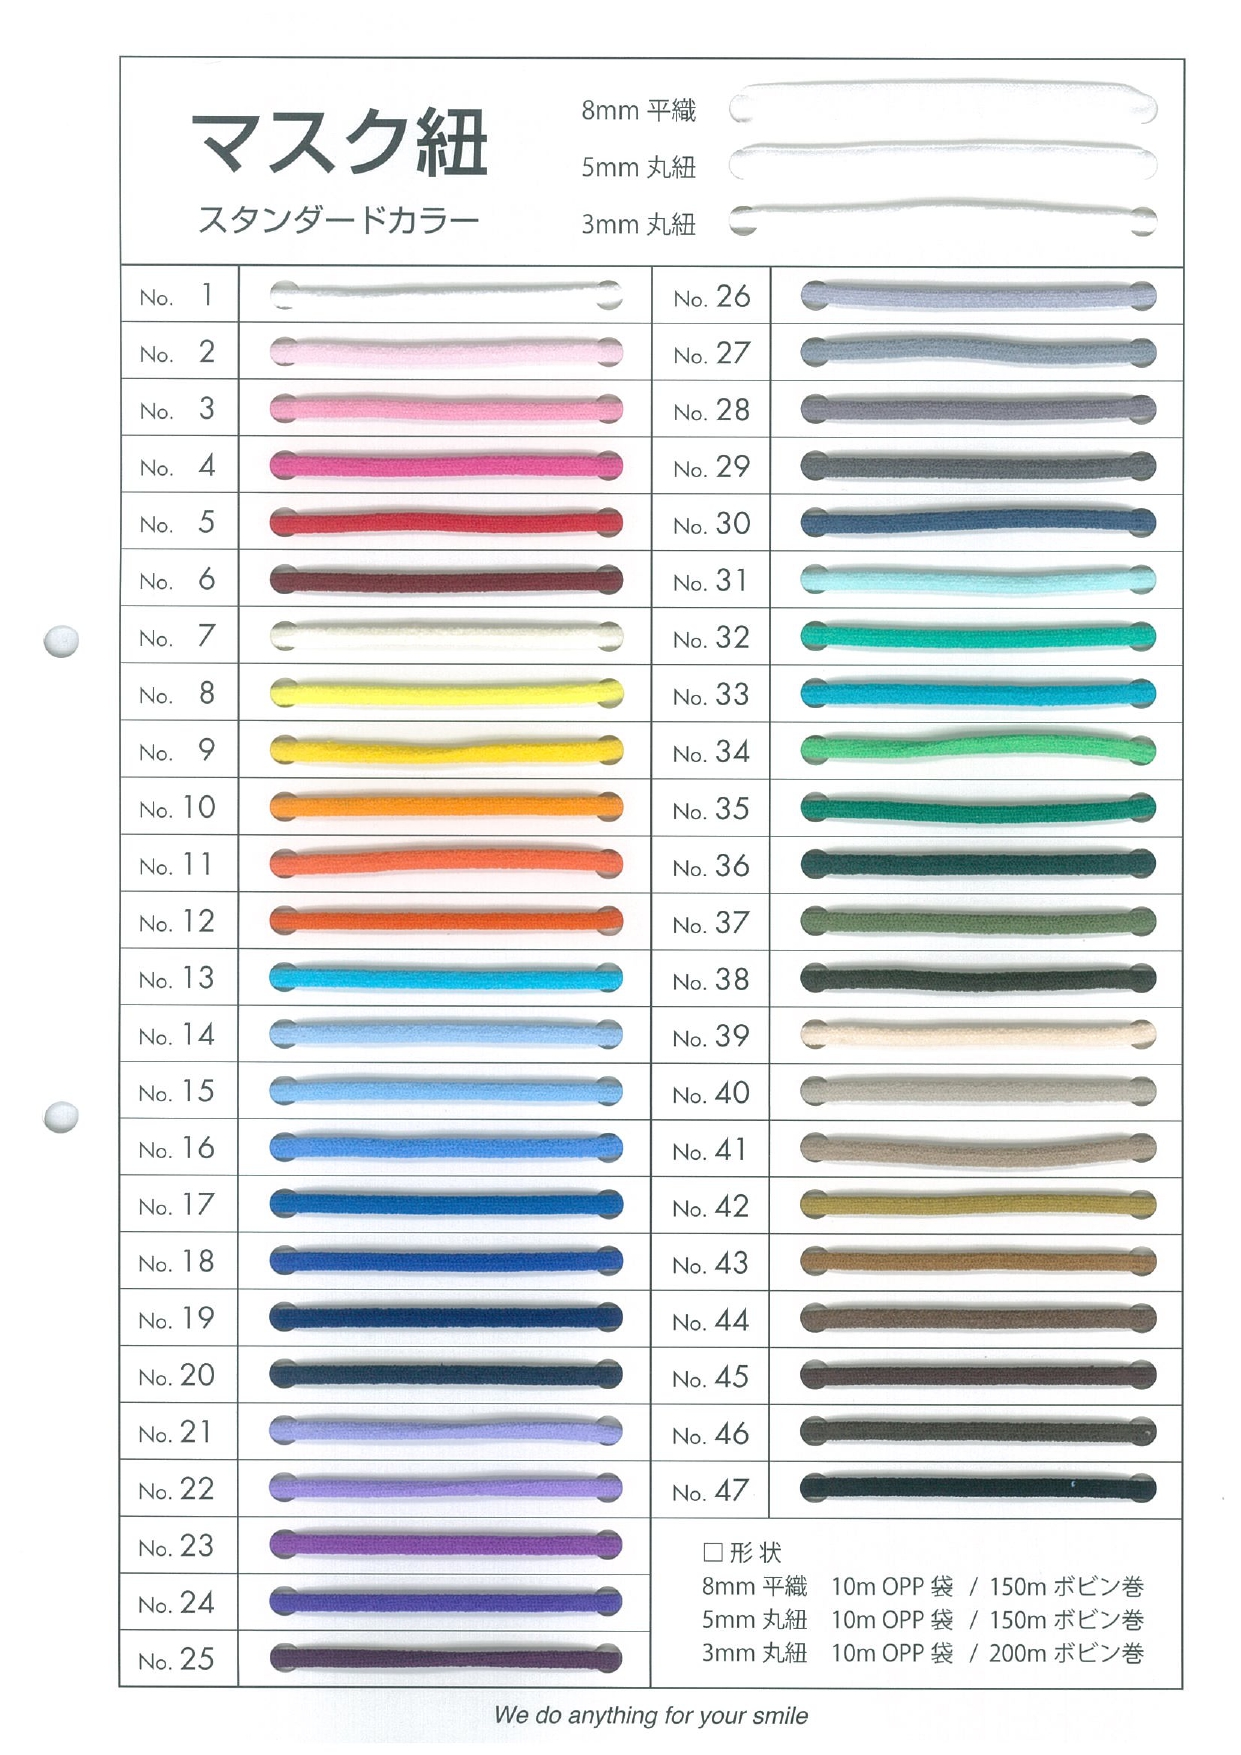 マスク紐
スタンダードカラー
8mm 平織
5mm 丸紐
3mm 丸紐
No. 1
No. 2
No. 3
No. 4
No. 5
No. 6
No. 7
No. 8
No. 9
No. 10
No. 11
No. 12
No. 13
No. 14
No. 15
No. 16
No. 17
No. 18
No. 19
No. 20
No. 21
No. 22
No. 23
No. 24
No. 25
No. 26
No. 27
No. 28
No. 29
No. 30
No. 31
No. 32
No. 33
No. 34
No. 35
No. 36
No. 37
No. 38
No. 39
No. 40
No. 41
No. 42
No. 43
No. 44
No. 45
No. 46
No. 47
□ 形状
8mm 平織 10m OPP 袋 / 150m ボビン巻
5mm 丸紐 10m OPP 袋 / 150m ボビン巻
3mm 丸紐 10m OPP 袋 / 200m ボビン巻
We do anything for your smile